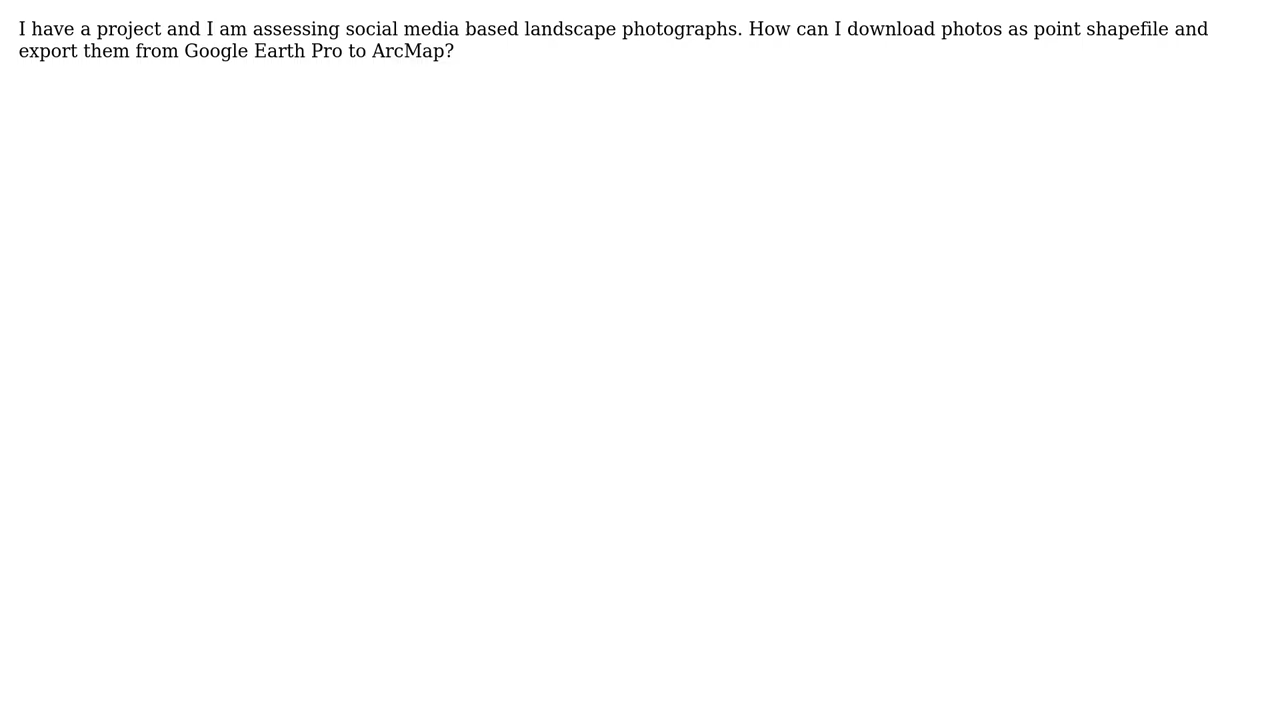 I have a project and I am assessing social media based landscape photographs. How can I download photos as point shapefile and
export them from Google Earth Pro to ArcMap?